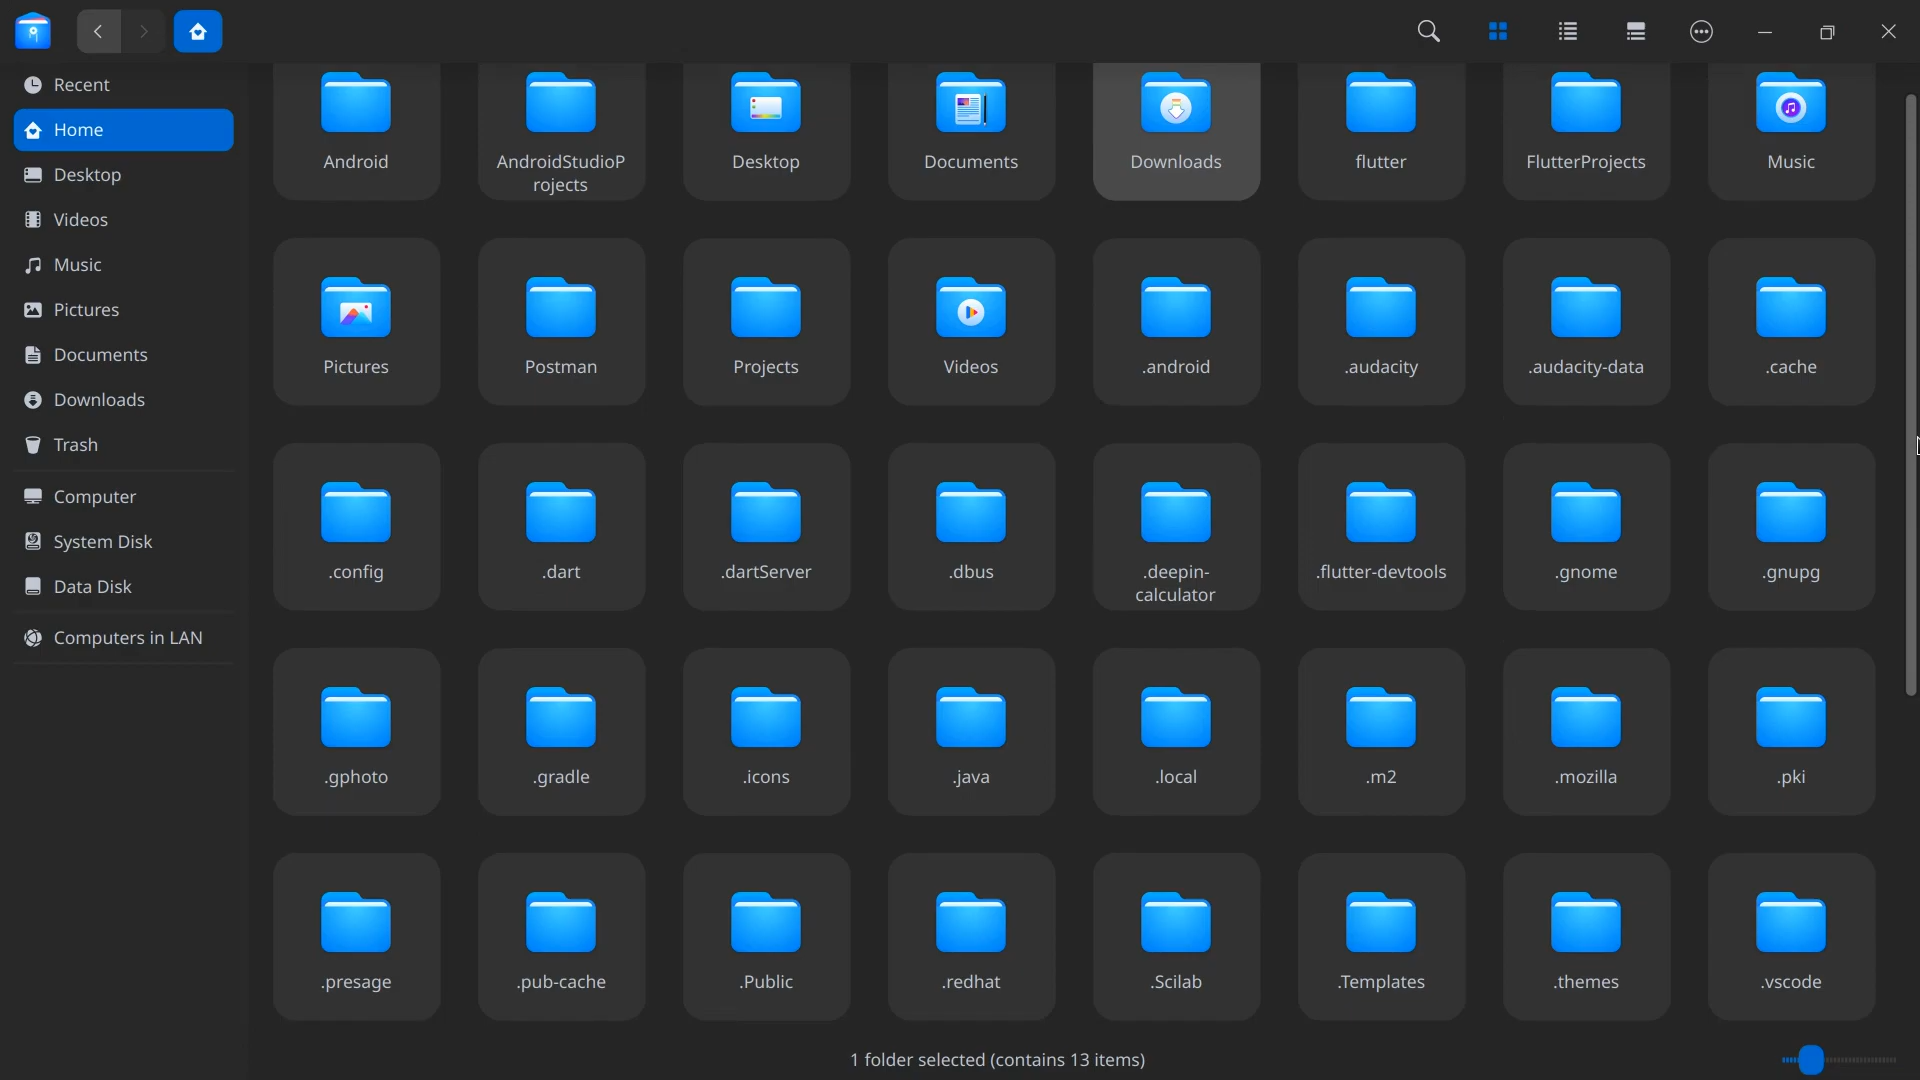 Recent
Home
Desktop
Videos
Music
Pictures
Documents
Downloads
Trash
Computer
System Disk
Data Disk
Computers in LAN
Android
AndroidStudioP
rojects
Desktop
Documents
Downloads
flutter
FlutterProjects
Music
Pictures
Postman
Projects
Videos
.android
.audacity
.audacity-data
.cache
.config
.dart
.dartServer
.dbus
.deepin-
calculator
.flutter-devtools
.gnome
.gnupg
.gphoto
.gradle
.icons
.java
.local
.m2
.mozilla
.pki
.presage
.pub-cache
.Public
.redhat
.Scilab
.Templates
.themes
.vscode
1 folder selected (contains 13 items)